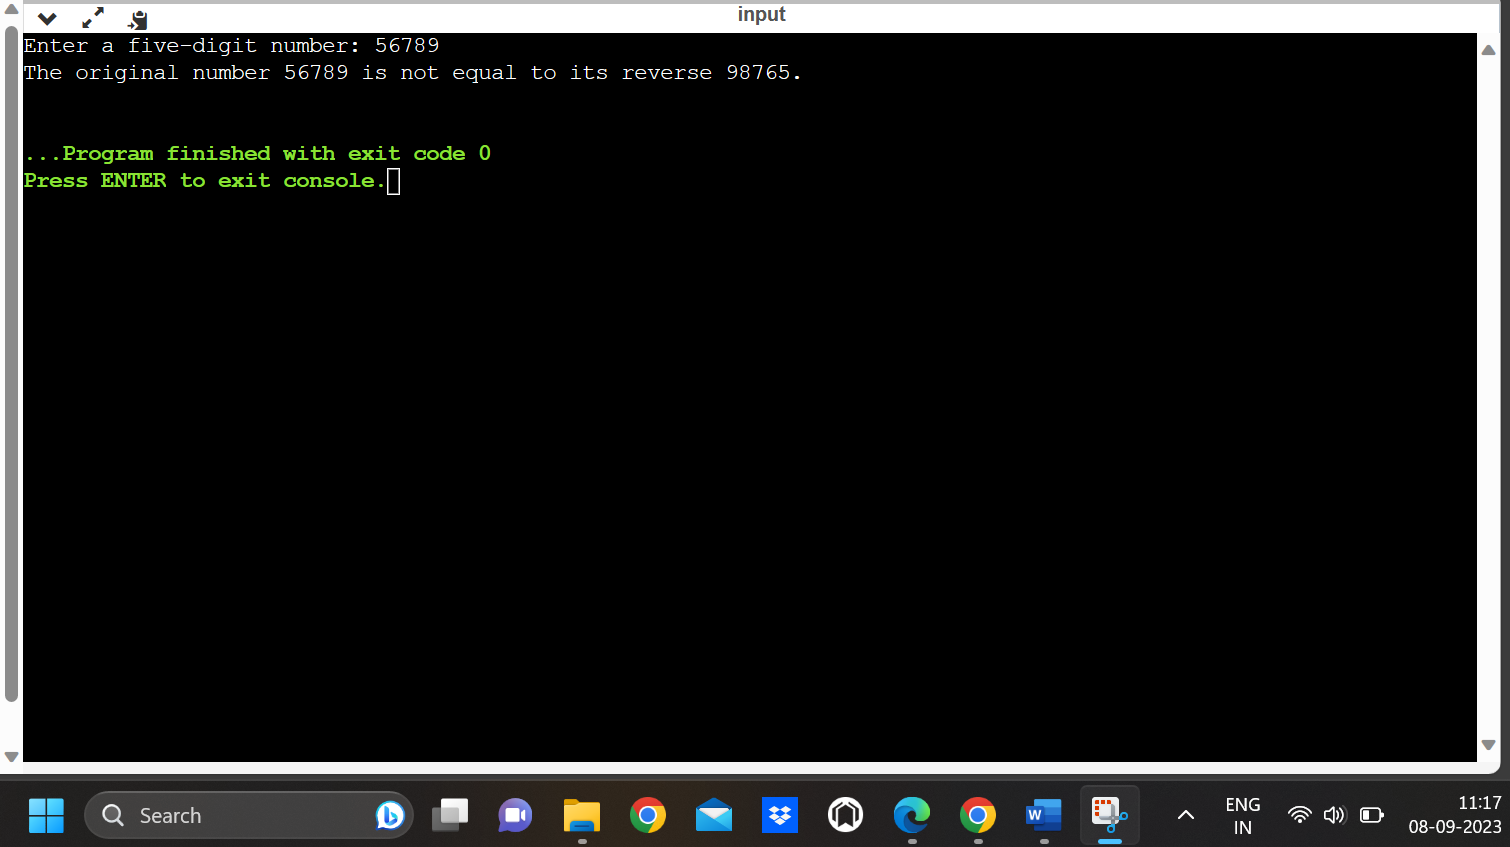 input
Enter a five-digit number: 56789
The original number 56789 is not equal to its reverse 98765.
...Program finished with exit code 0
Press ENTER to exit console.
Search
W
ENG
IN
11:17
08-09-2023